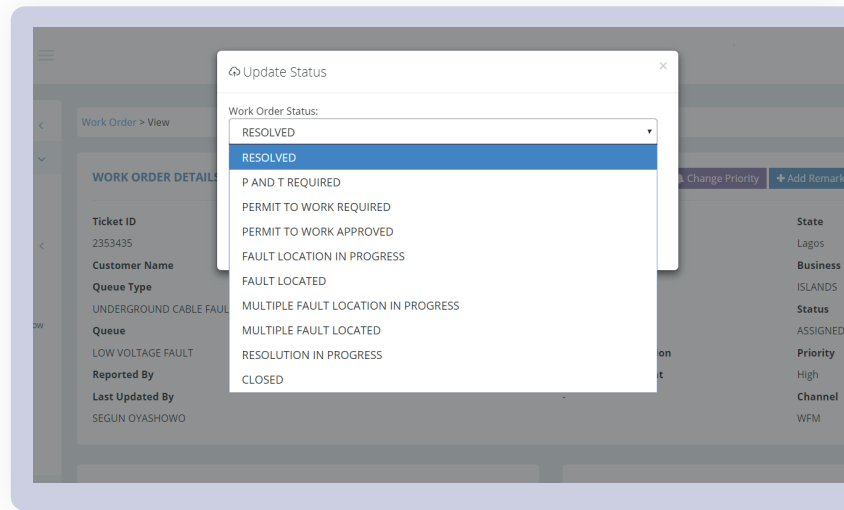 Update Status
×
Work Order Status:
RESOLVED
RESOLVED
P AND T REQUIRED
PERMIT TO WORK REQUIRED
PERMIT TO WORK APPROVED
FAULT LOCATION IN PROGRESS
FAULT LOCATED
MULTIPLE FAULT LOCATION IN PROGRESS
MULTIPLE FAULT LOCATED
RESOLUTION IN PROGRESS
CLOSED
Work Order > View
WORK ORDER DETAILS
Change Priority
+ Add Remark
Ticket ID
2353435
Customer Name
Queue Type
UNDERGROUND CABLE FAUL
Queue
LOW VOLTAGE FAULT
Reported By
Last Updated By
SEGUN OYASHOWO
ow
on
t
-
State
Lagos
Business
ISLANDS
Status
ASSIGNED
Priority
High
Channel
WFM